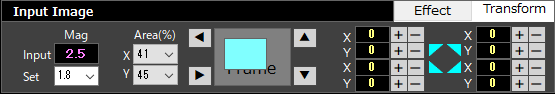 Input Image Effect Transform
Mag Area(%)
Input 2.5 X 41
Set 1.8 Y 45
Frame
X 0 + - X 0 + -
Y 0 + - Y 0 + -
X 0 + - X 0 + -
Y 0 + - Y 0 + -